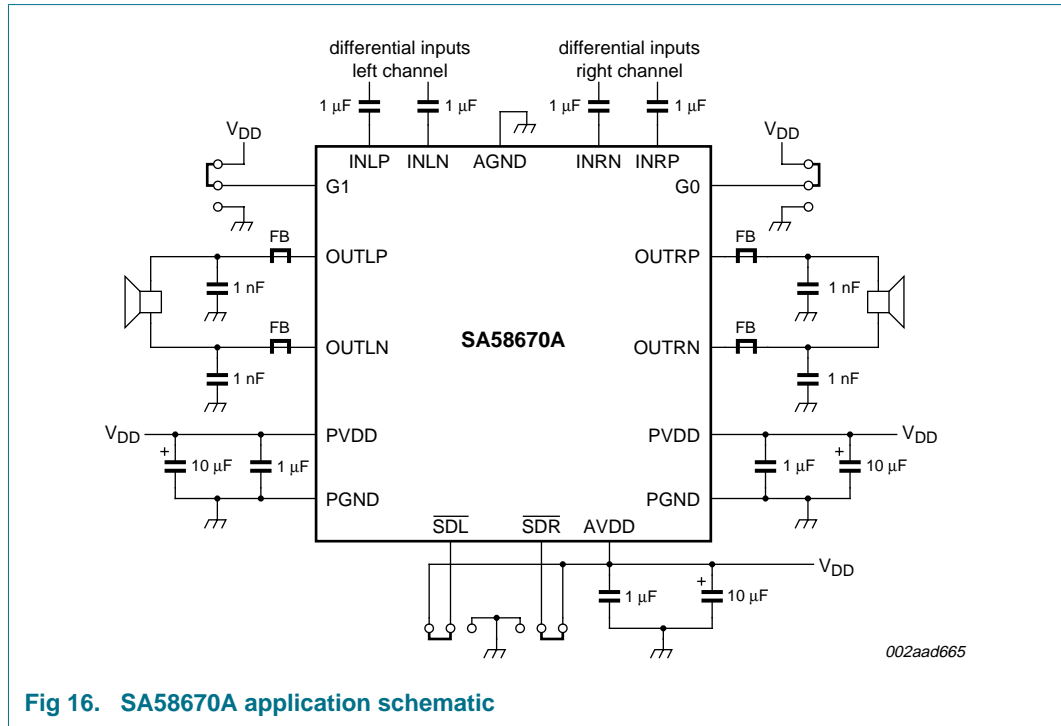 differential inputs
left channel
differential inputs
right channel
1 μF
1 μF
1 μF
1 μF
VDD
VDD
INLP
INLN
AGND
INRN
INRP
G1
G0
FB
OUTLP
OUTRP
FB
1 nF
1 nF
FB
OUTLN
SA58670A
OUTRN
FB
1 nF
1 nF
VDD
PVDD
PVDD
VDD
+
10 μF
1 μF
1 μF
+
10 μF
PGND
PGND
SDL
SDR
AVDD
VDD
1 μF
+
10 μF
002aad665
Fig 16. SA58670A application schematic